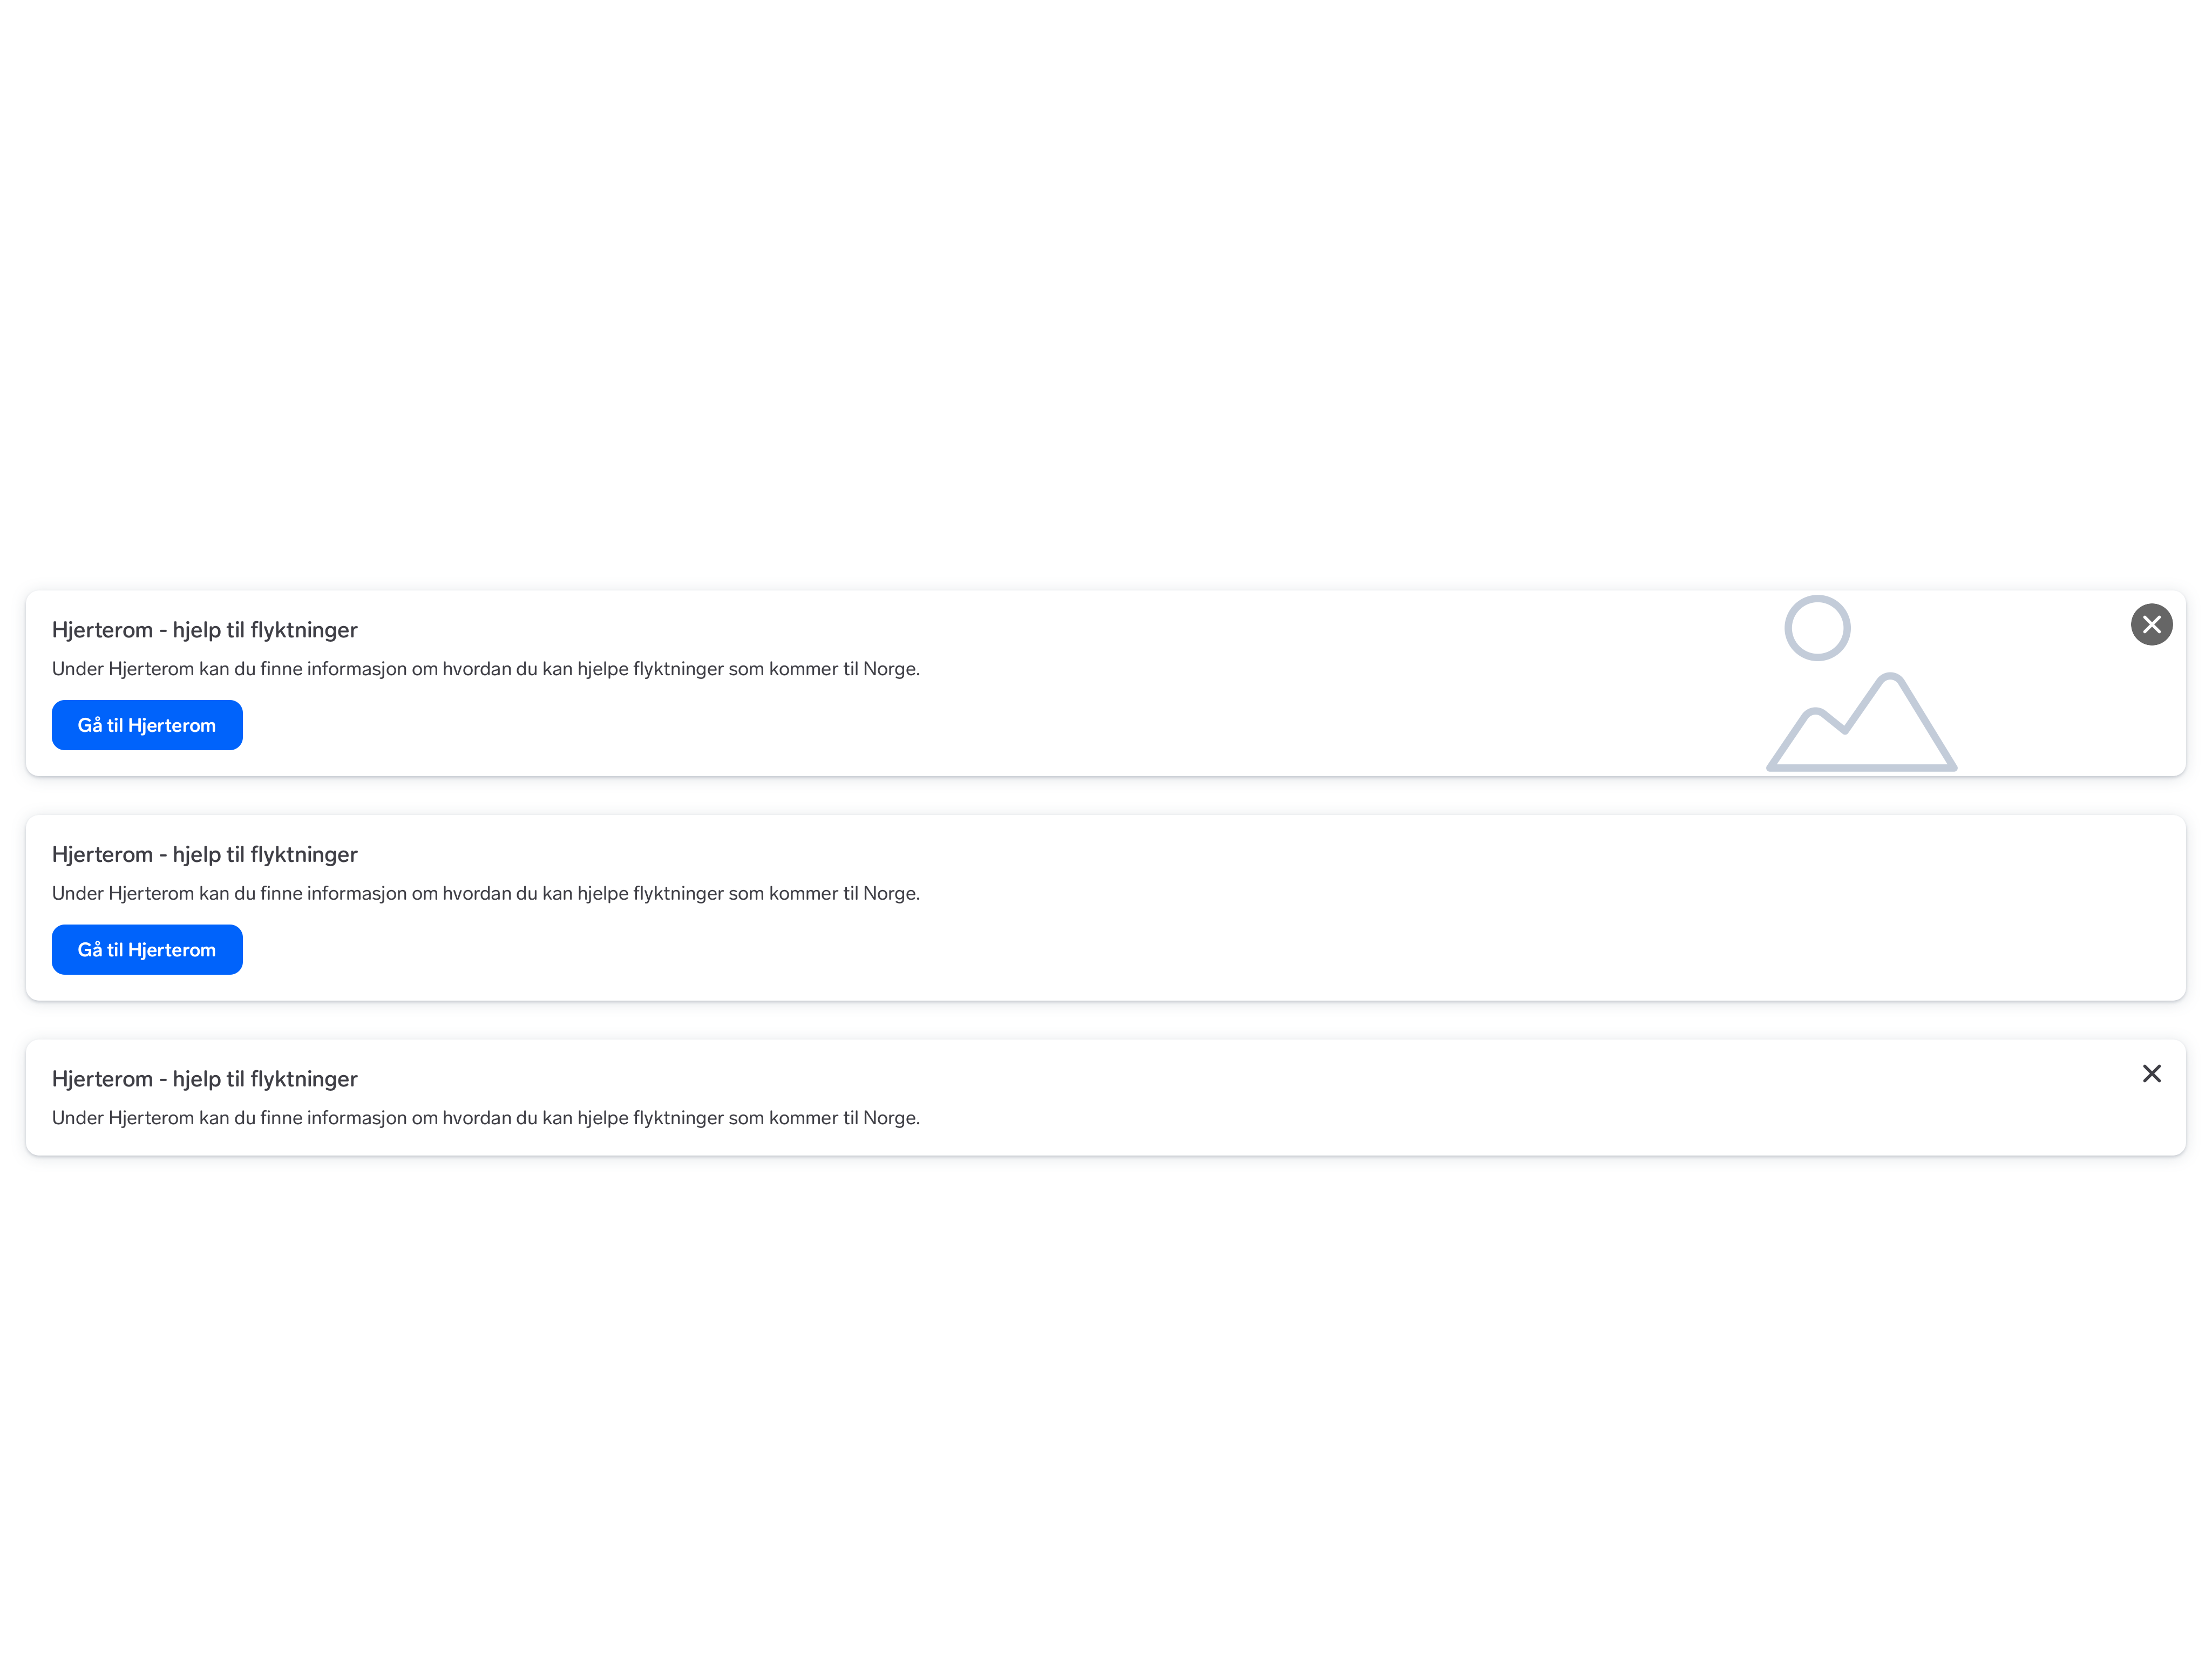 Hjerterom - hjelp til flyktninger
Under Hjerterom kan du finne informasjon om hvordan du kan hjelpe flyktninger som kommer til Norge.
Gå til Hjerterom
Hjerterom - hjelp til flyktninger
Under Hjerterom kan du finne informasjon om hvordan du kan hjelpe flyktninger som kommer til Norge.
Gå til Hjerterom
Hjerterom - hjelp til flyktninger
Under Hjerterom kan du finne informasjon om hvordan du kan hjelpe flyktninger som kommer til Norge.